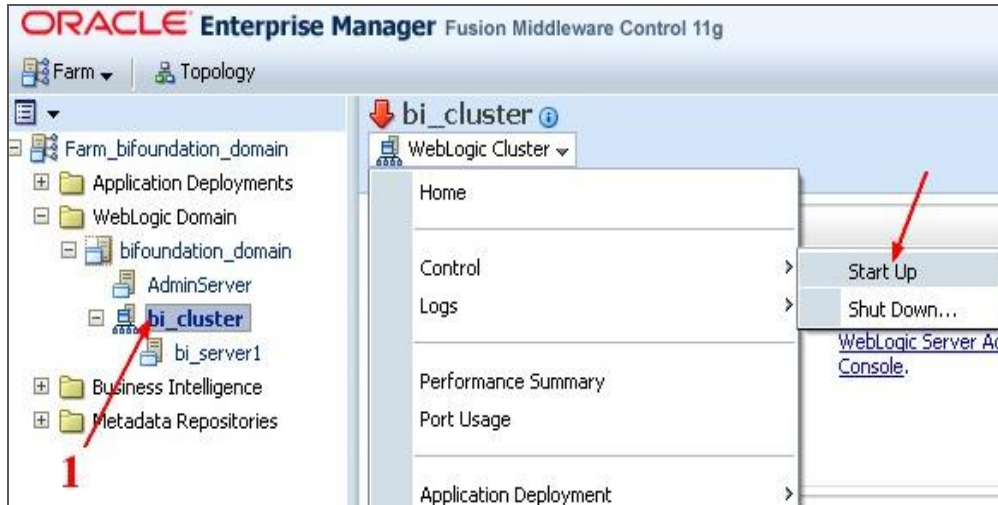 ORACLE Enterprise Manager Fusion Middleware Control 11g
Farm Topology
Farm_bifoundation_domain
Application Deployments
WebLogic Domain
bifoundation_domain
AdminServer
bi_cluster
bi_server1
Business Intelligence
Metadata Repositories
1
bi_cluster
WebLogic Cluster
Home
Control
Logs
Performance Summary
Port Usage
Application Deployment
Start Up
Shut Down...
WebLogic Server
Console.